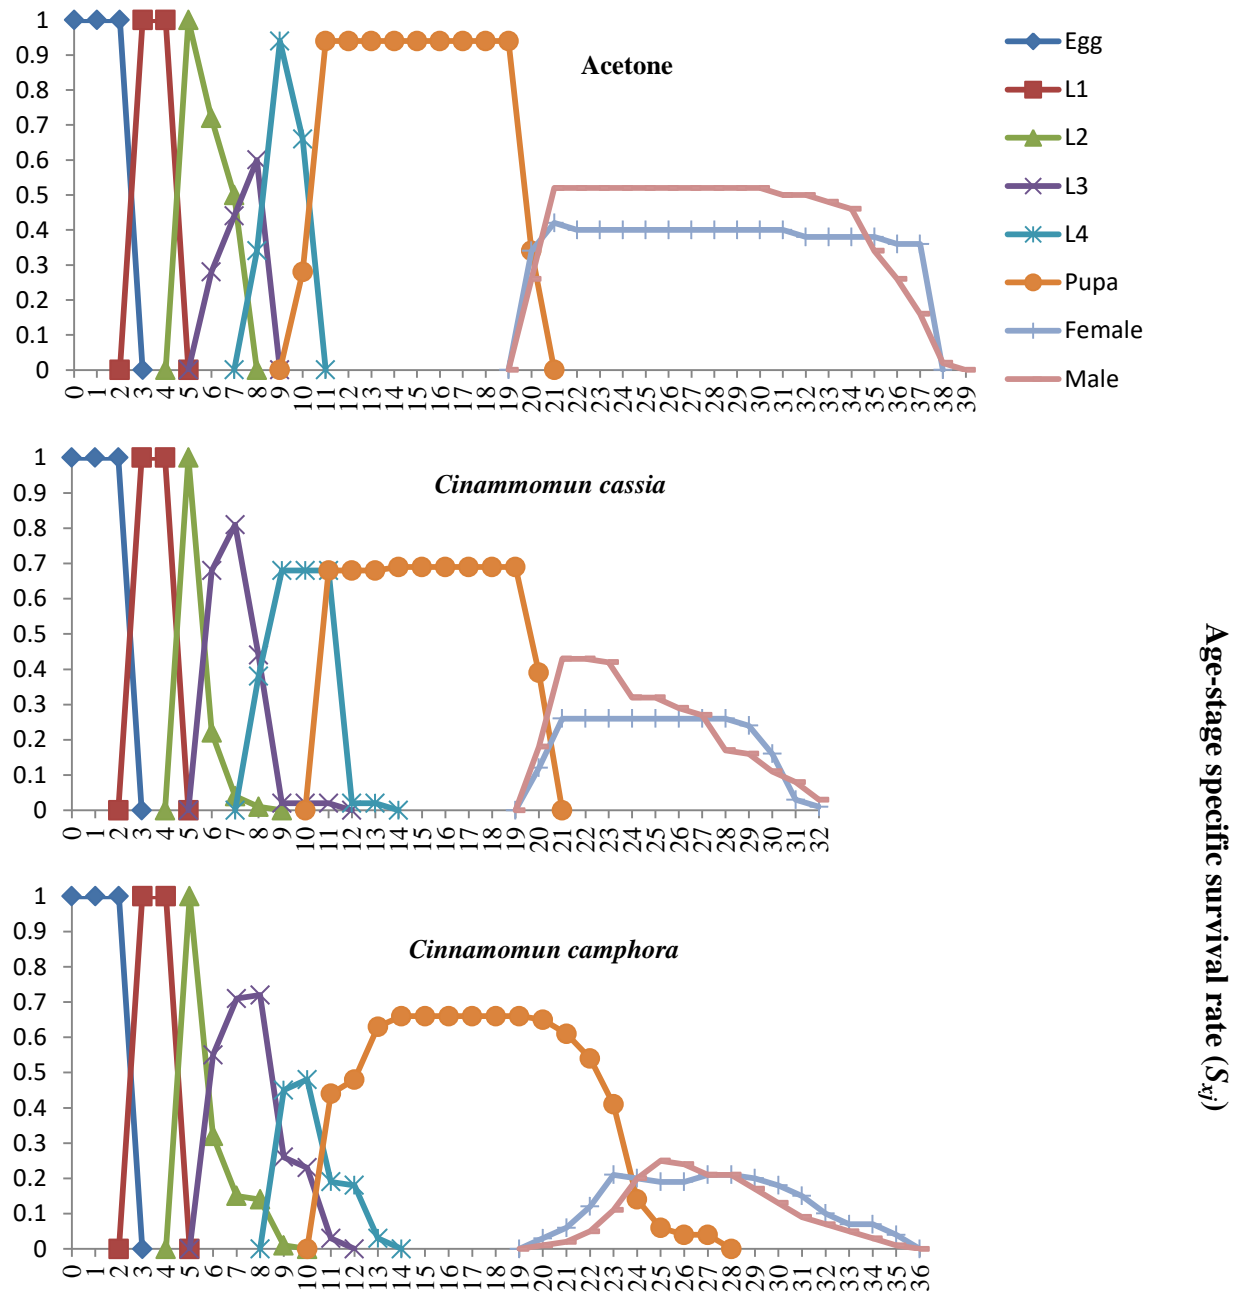 1
0.9
0.8
0.7
0.6
0.5
0.4
0.3
0.2
0.1
0
Acetone
0 1 2 3 4 5 6 7 8 9 10 11 12 13 14 15 16 17 18 19 20 21 22 23 24 25 26 27 28 29 30 31 32 33 34 35 36 37 38 39
Egg
L1
L2
L3
L4
Pupa
Female
Male
1
0.9
0.8
0.7
0.6
0.5
0.4
0.3
0.2
0.1
0
Cinammomun cassia
0 1 2 3 4 5 6 7 8 9 10 11 12 13 14 15 16 17 18 19 20 21 22 23 24 25 26 27 28 29 30 31 32
1
0.9
0.8
0.7
0.6
0.5
0.4
0.3
0.2
0.1
0
Cinnamomun camphora
0 1 2 3 4 5 6 7 8 9 10 11 12 13 14 15 16 17 18 19 20 21 22 23 24 25 26 27 28 29 30 31 32 33 34 35 36
Age-stage specific survival rate (Sxj)